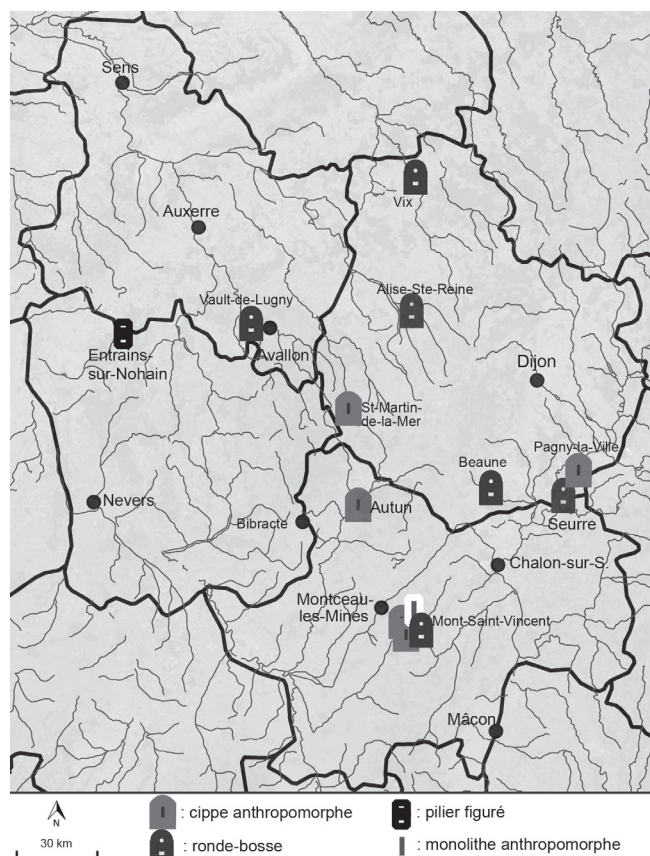 Sens
Vix
Auxerre
Alise-Ste-Reine
Vault-de-Lugny
Avallon
Entrains-
sur-Nohain
Dijon
St-Martin-
de-la-Mer
Pagny-la-Ville
Beaune
Nevers
Autun
Seurre
Bibracte
Chalon-sur-S.
Montceau-
les-Mines
Mont-Saint-Vincent
Mâcon
N
30 km
: cippe anthropomorphe
: pilier figuré
: ronde-bosse
: monolithe anthropomorphe